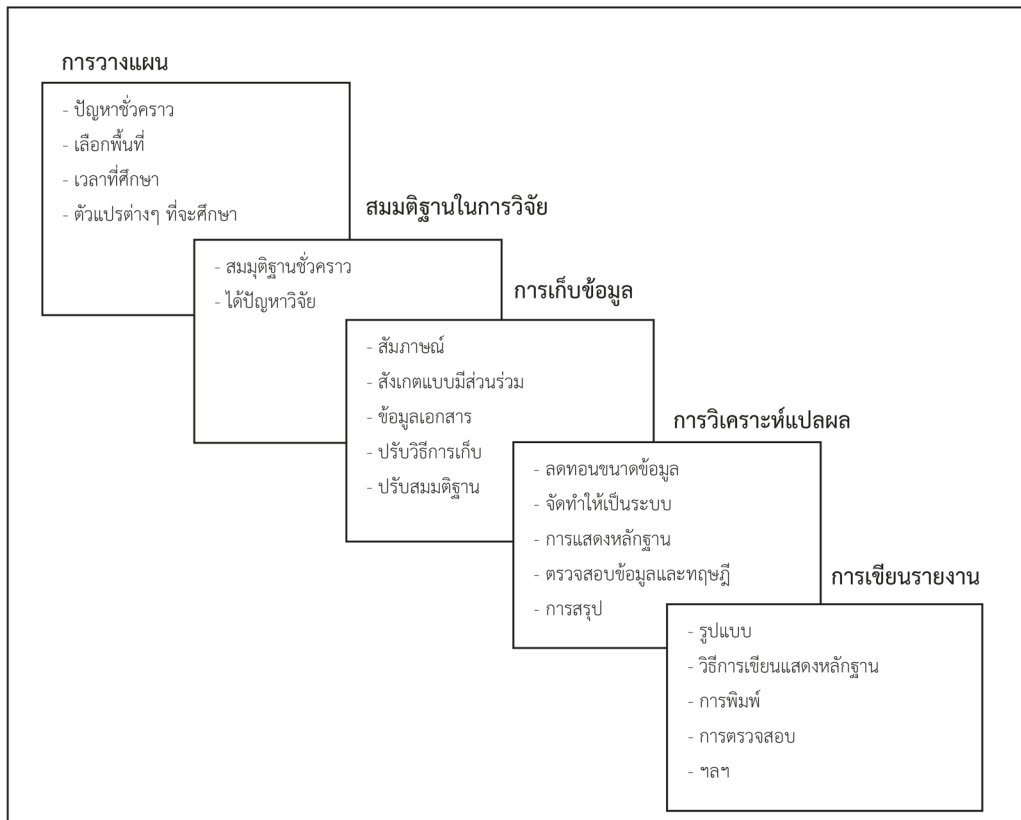 การวางแผน
- ปัญหาชั่วคราว
- เลือกพื้นที่
- เวลาที่ศึกษา
- ตัวแปรต่างๆ ที่จะศึกษา
สมมติฐานในการวิจัย
- สมมุติฐานชั่วคราว
- ได้ปัญหาวิจัย
การเก็บข้อมูล
- สัมภาษณ์
- สังเกตแบบมีส่วนร่วม
- ข้อมูลเอกสาร
- ปรับวิธีการเก็บ
- ปรับสมมติฐาน
การวิเคราะห์แปลผล
- ลดทอนขนาดข้อมูล
- จัดทำให้เป็นระบบ
- การแสดงหลักฐาน
- ตรวจสอบข้อมูลและทฤษฎี
- การสรุป
การเขียนรายงาน
- รูปแบบ
- วิธีการเขียนแสดงหลักฐาน
- การพิมพ์
- การตรวจสอบ
- ฯลฯ